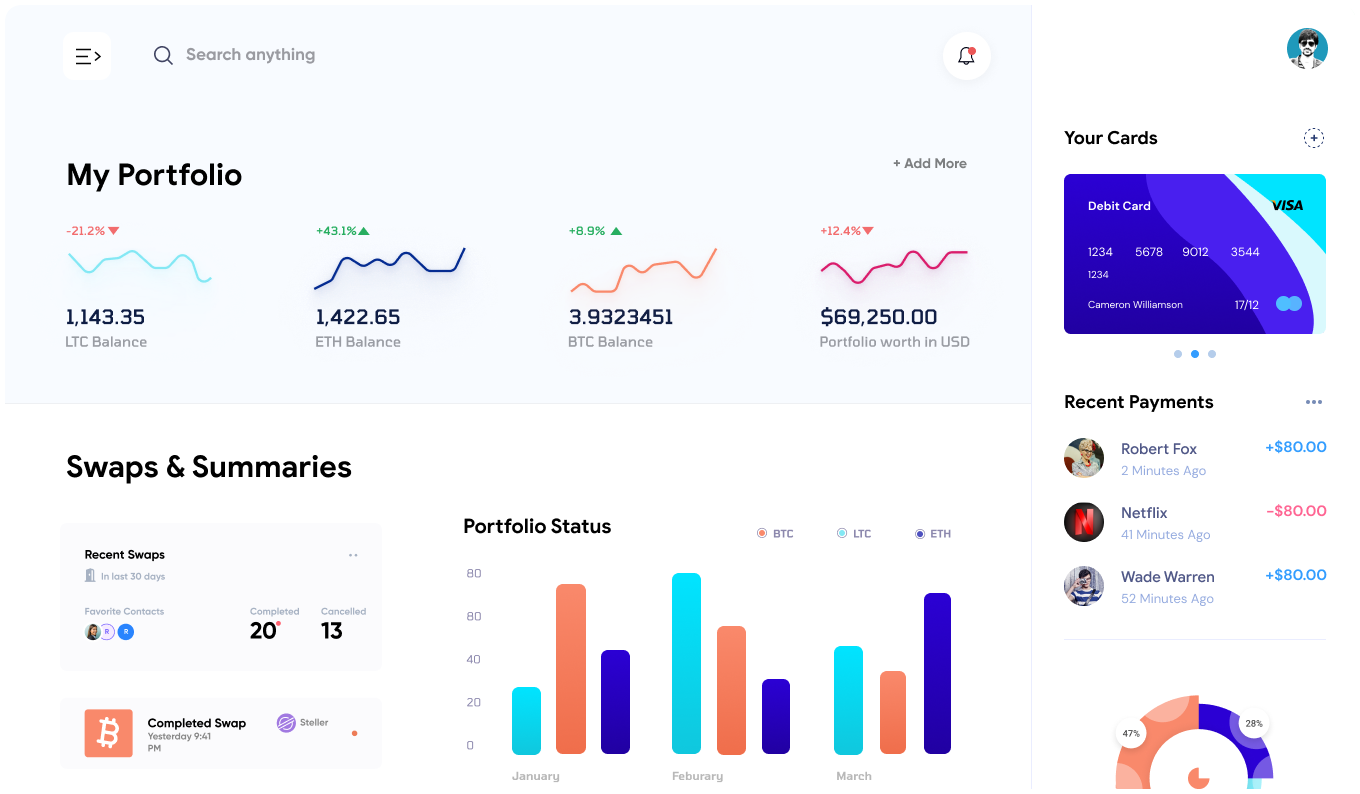 Search anything
My Portfolio
+ Add More
-21.2%
+43.1%
+8.9%
+12.4%
1,143.35
1,422.65
3.9323451
$69,250.00
LTC Balance
ETH Balance
BTC Balance
Portfolio worth in USD
Swaps & Summaries
Recent Swaps
In last 30 days
Favorite Contacts
R
R
Completed
20
Cancelled
13
Completed Swap
Yesterday 9:41
PM
Steller
Portfolio Status
BTC
LTC
ETH
80
80
40
20
0
January
Feburary
March
Your Cards
Debit Card
VISA
1234 5678 9012 3544
1234
Cameron Williamson
17/12
Recent Payments
Robert Fox
+$80.00
2 Minutes Ago
Netflix
-$80.00
41 Minutes Ago
Wade Warren
+$80.00
52 Minutes Ago
47%
28%